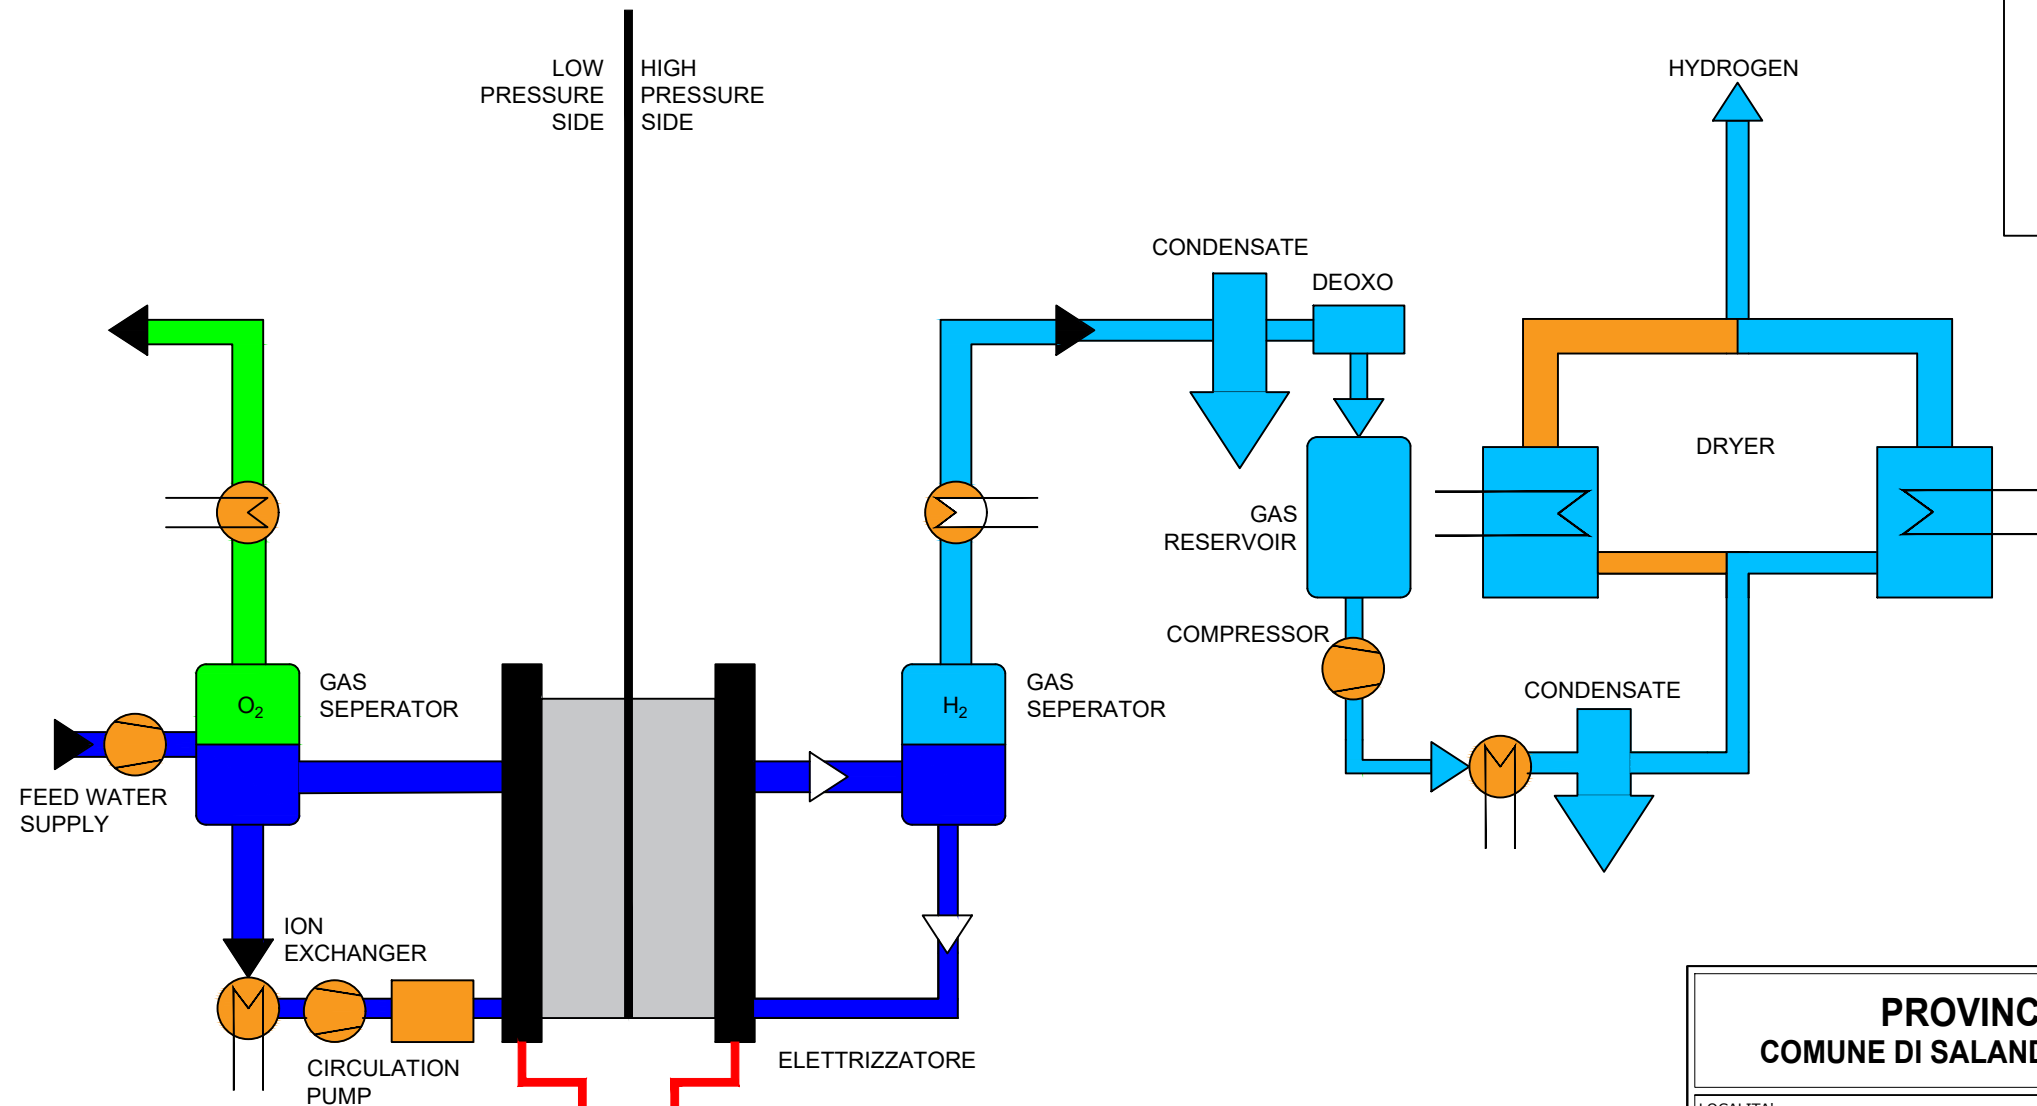 LOW
PRESSURE
SIDE
HIGH
PRESSURE
SIDE
HYDROGEN
CONDENSATE
DEOXO
DRYER
GAS
RESERVOIR
COMPRESSOR
CONDENSATE
O₂
GAS
SEPERATOR
H₂
GAS
SEPERATOR
FEED WATER
SUPPLY
ION
EXCHANGER
CIRCULATION
PUMP
ELETTRIZZATORE
PROVINC
COMUNE DI SALAND